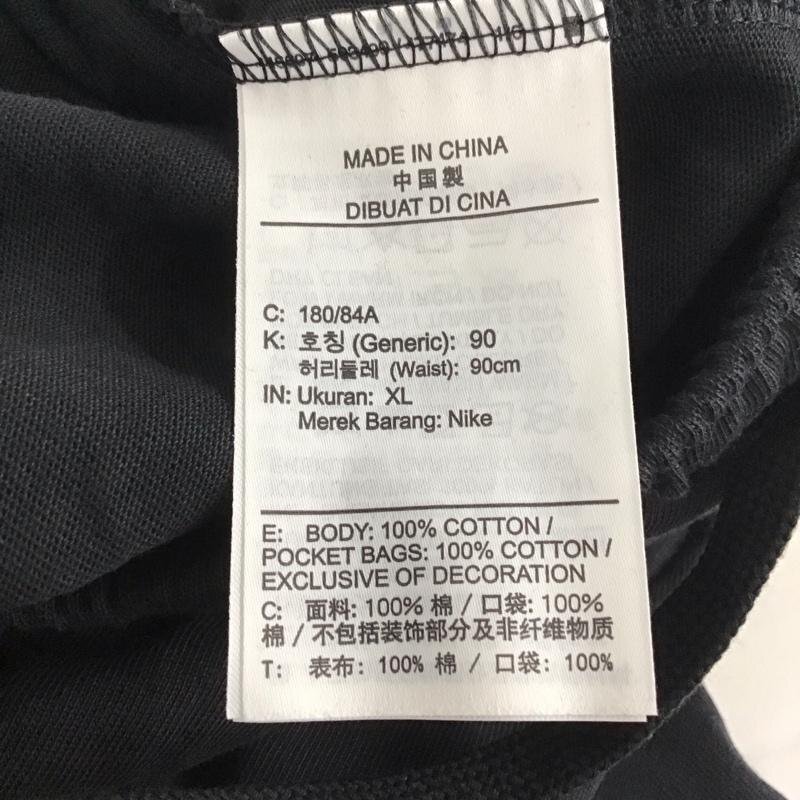 MADE IN CHINA
中国製
DIBUAT DI CINA
C: 180/84A
K: 호칭 (Generic): 90
허리둘레 (Waist): 90cm
IN: Ukuran: XL
Merek Barang: Nike
E: BODY: 100% COTTON /
POCKET BAGS: 100% COTTON /
EXCLUSIVE OF DECORATION
C: 面料: 100% 棉 / 口袋: 100%
棉 / 不包括装饰部分及非纤维物质
T: 表布: 100% 棉 / 口袋: 100%